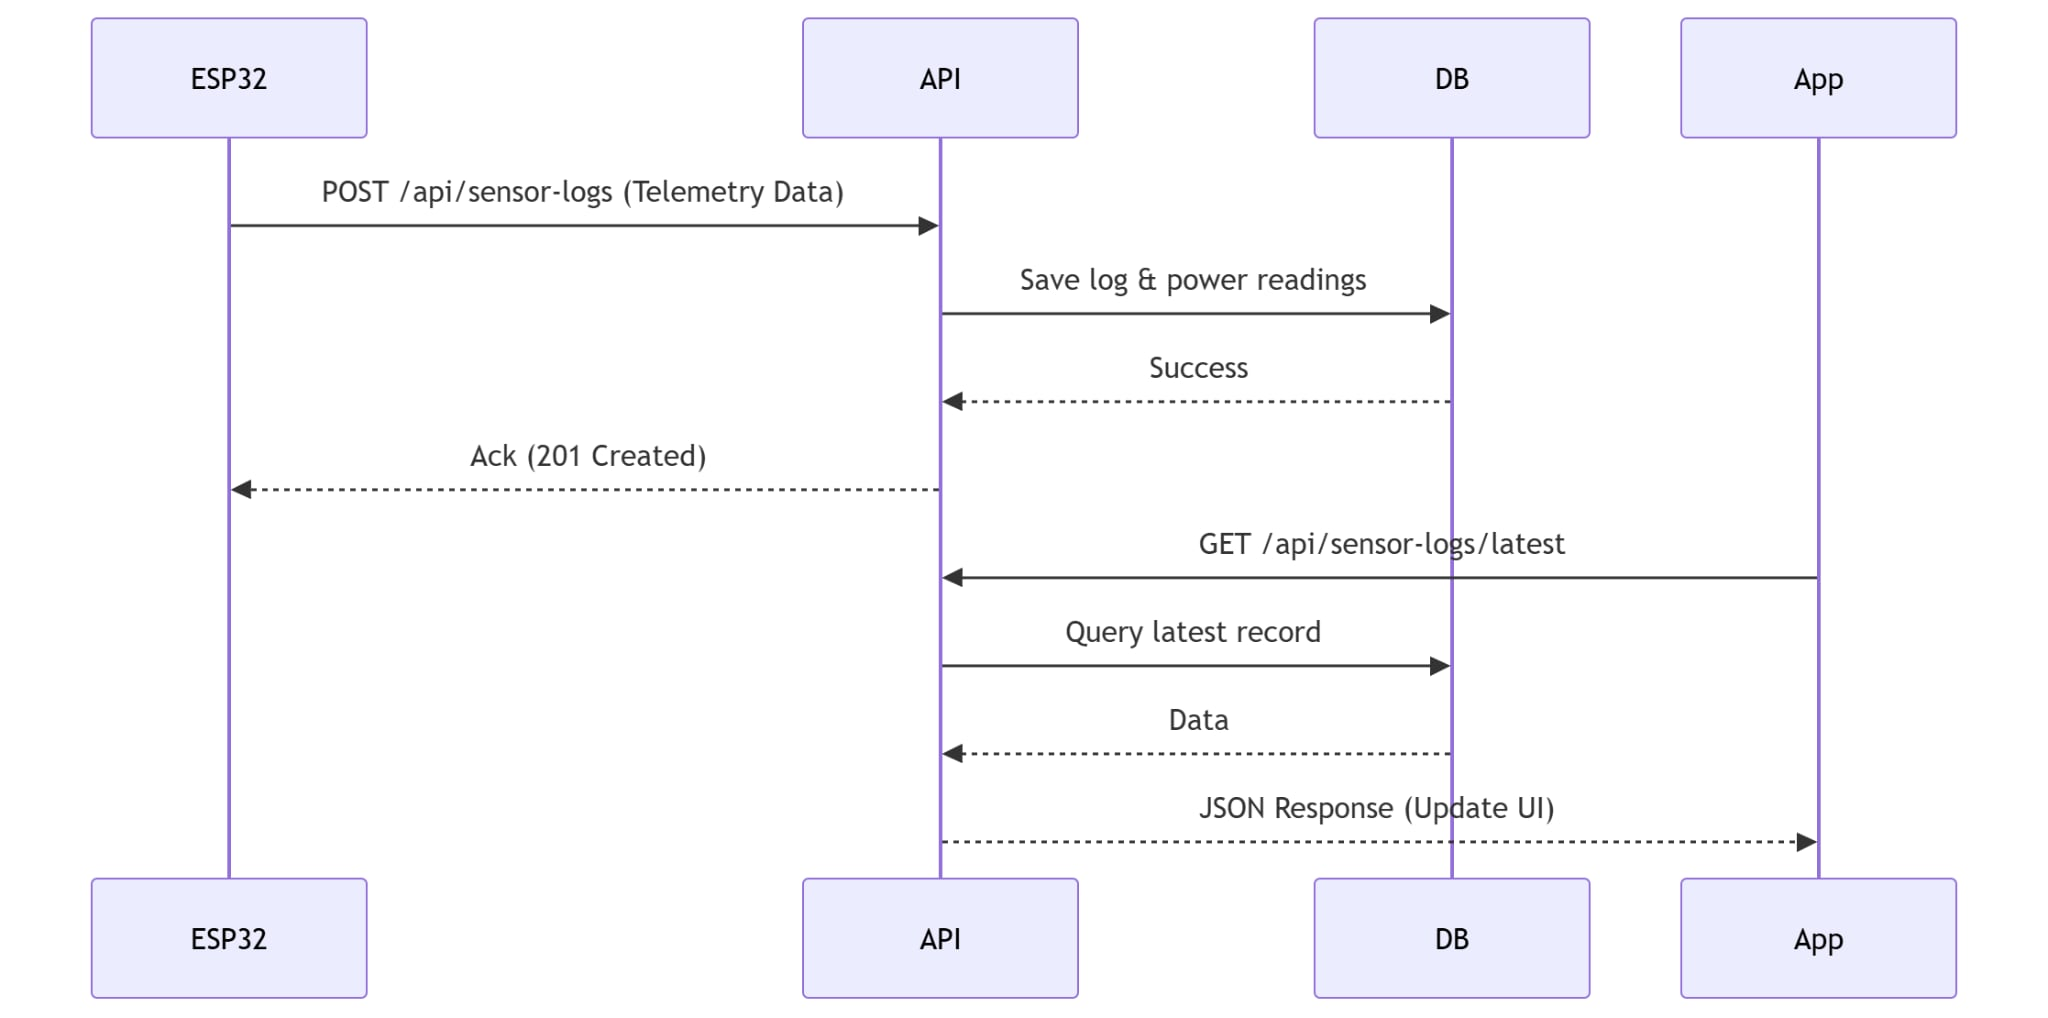 ESP32
API
DB
App
POST /api/sensor-logs (Telemetry Data)
Save log & power readings
Success
Ack (201 Created)
GET /api/sensor-logs/latest
Query latest record
Data
JSON Response (Update UI)
ESP32
API
DB
App